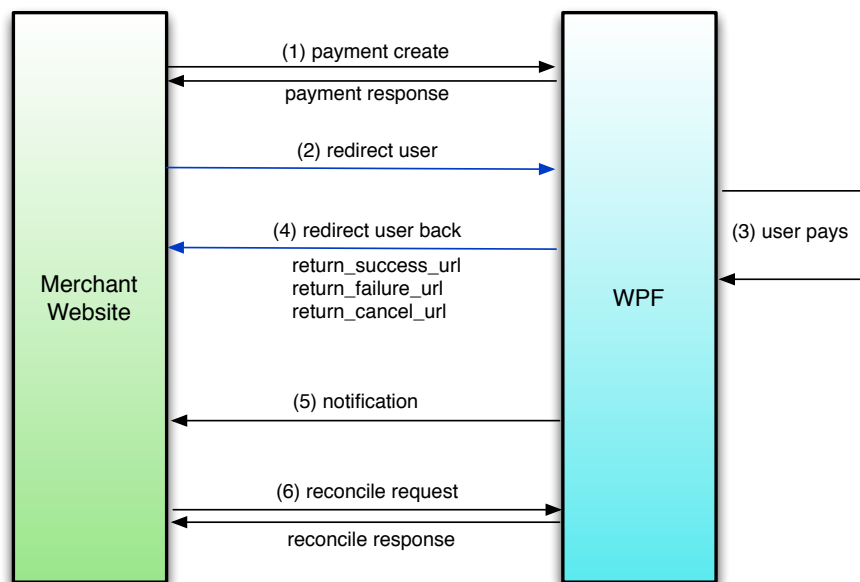 (1) payment create
payment response
(2) redirect user
(4) redirect user back
return_success_url
return_failure_url
return_cancel_url
(3) user pays
Merchant
Website
WPF
(5) notification
(6) reconcile request
reconcile response